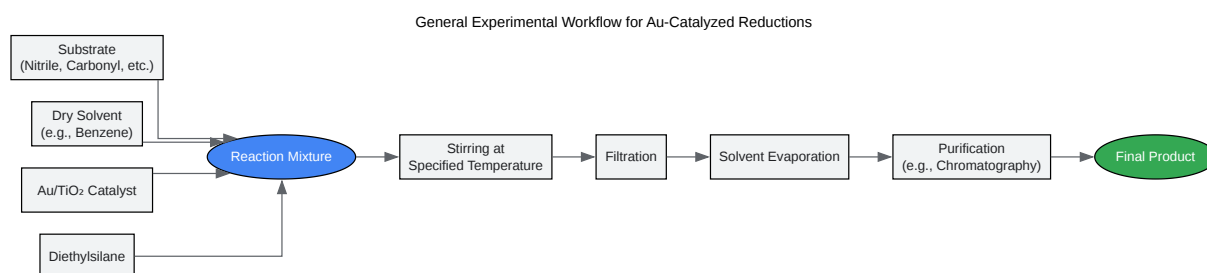 General Experimental Workflow for Au-Catalyzed Reductions
Substrate
(Nitrile, Carbonyl, etc.)
Dry Solvent
(e.g., Benzene)
Au/TiO₂ Catalyst
Diethylsilane
Reaction Mixture
Stirring at
Specified Temperature
Filtration
Solvent Evaporation
Purification
(e.g., Chromatography)
Final Product